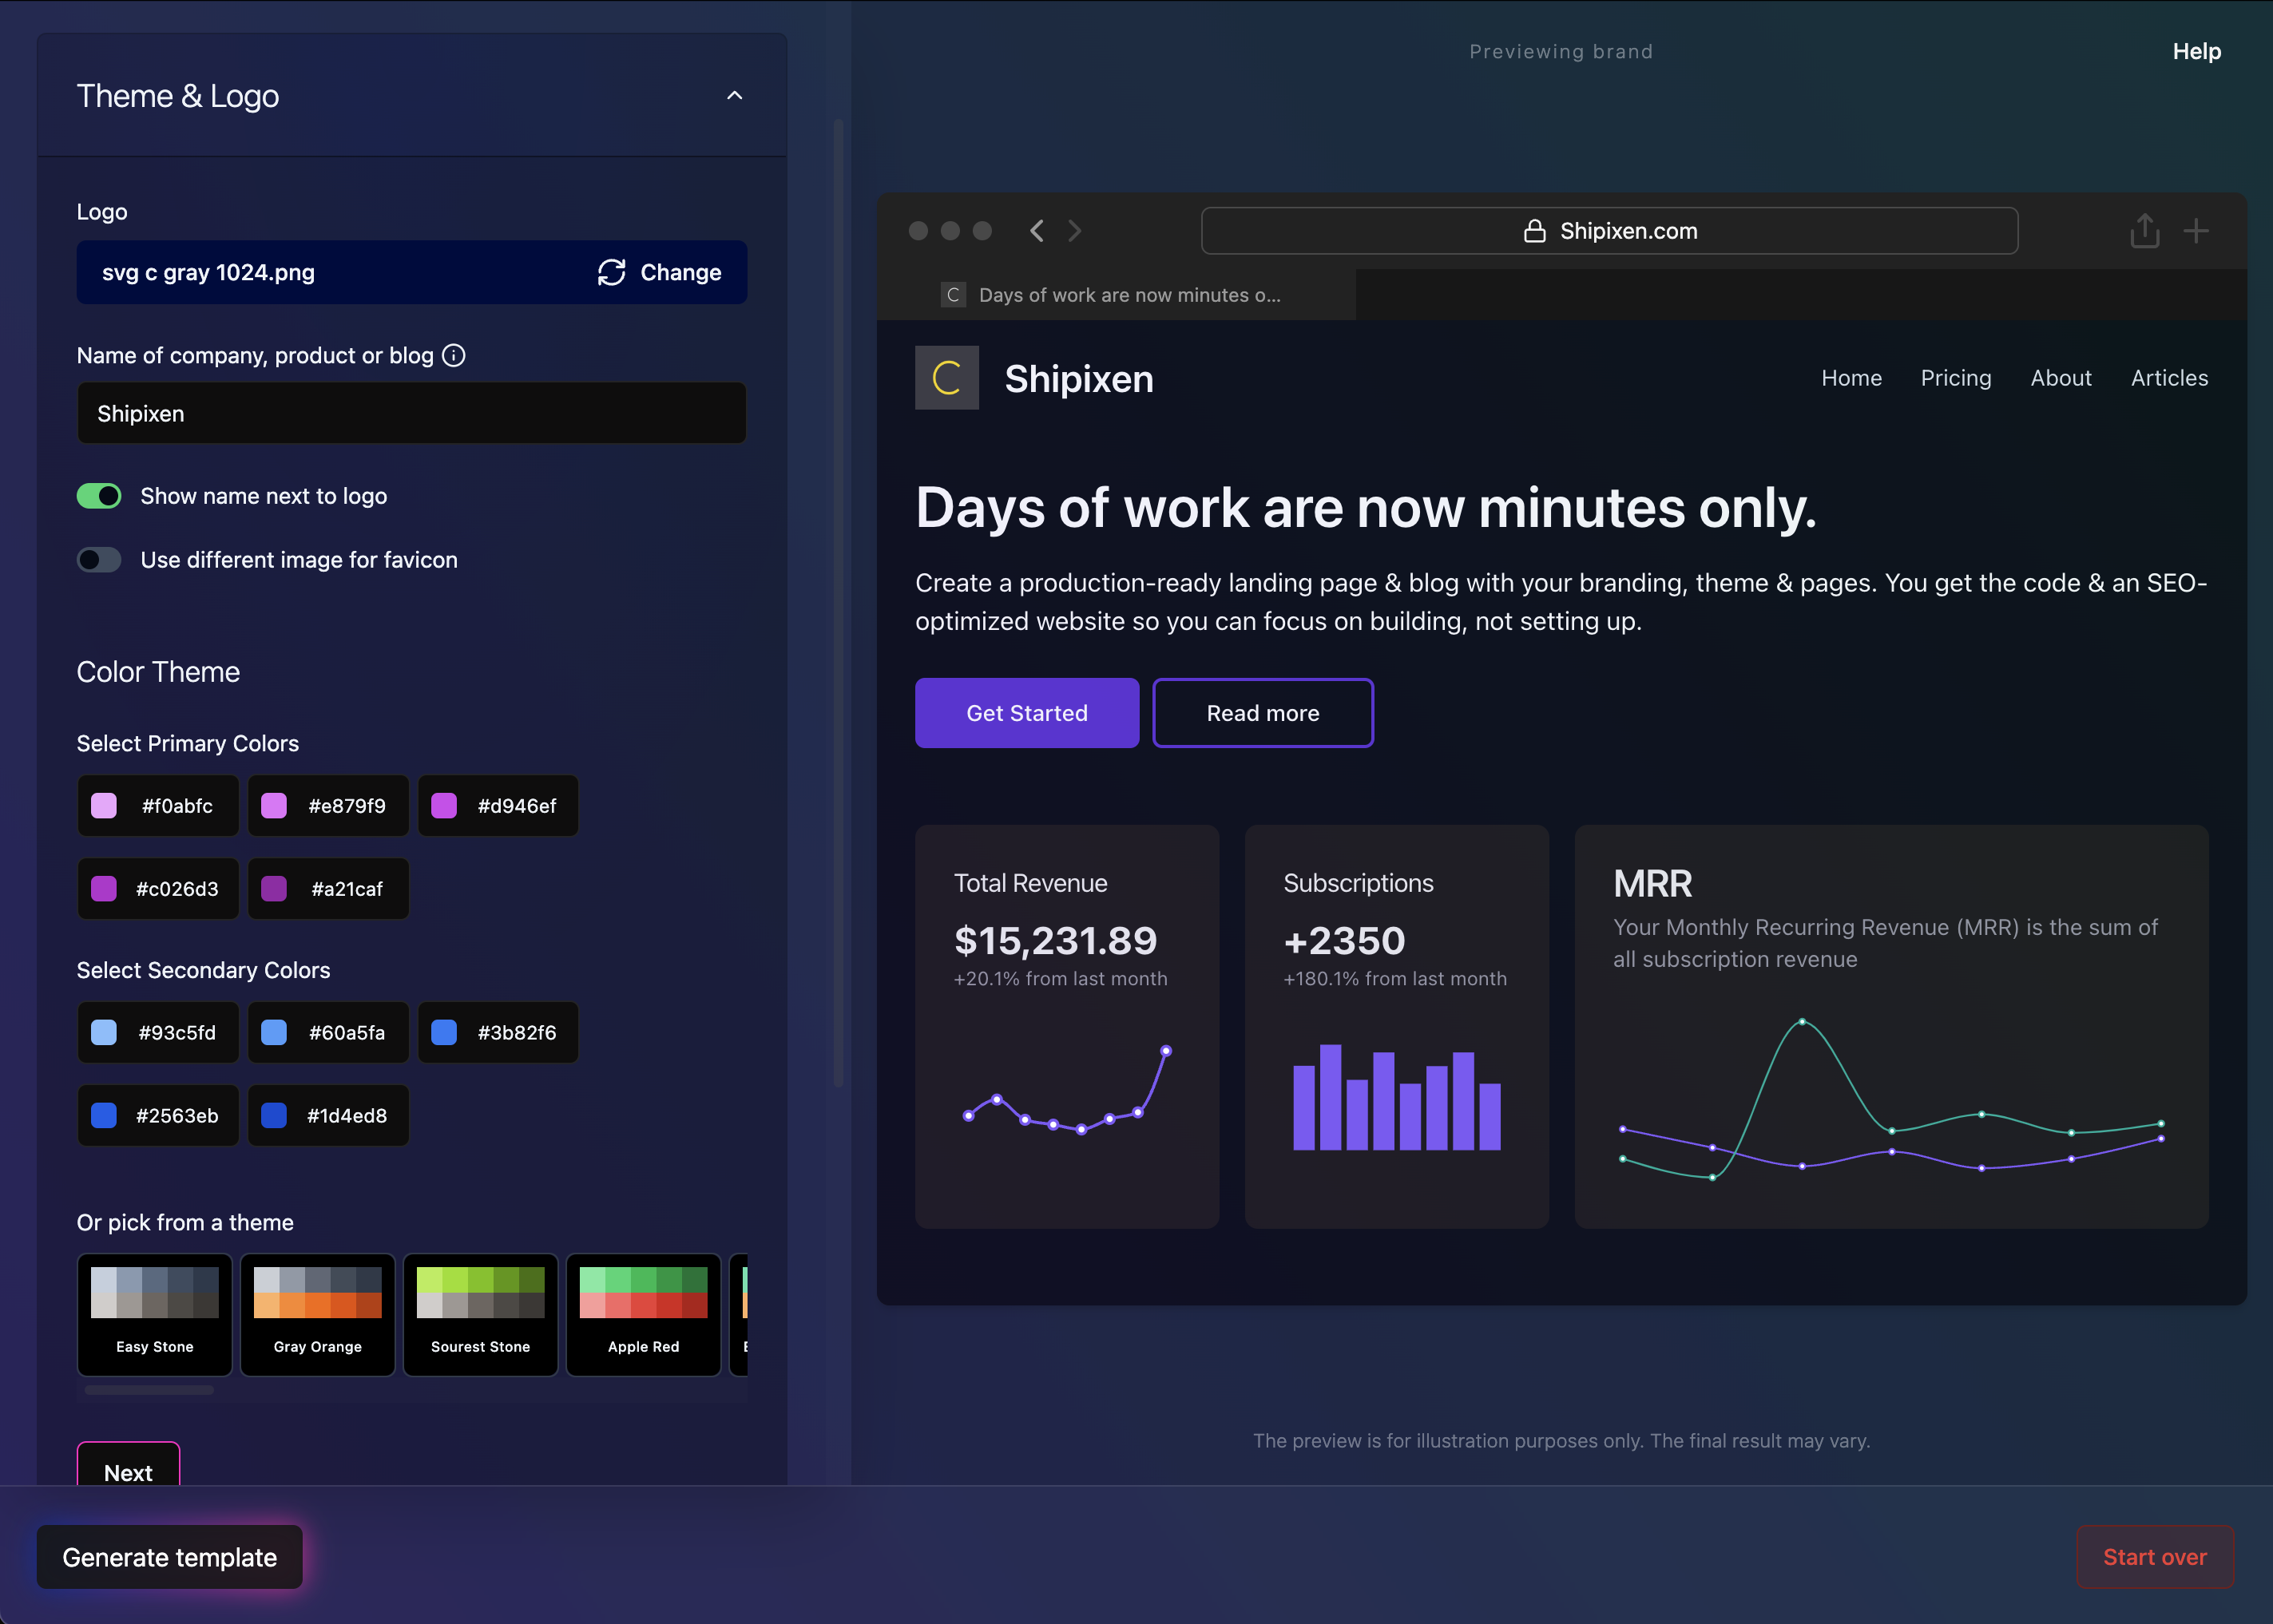 Theme & Logo
Logo
svg c gray 1024.png
Change
Name of company, product or blog
Shipixen
Show name next to logo
Use different image for favicon
Color Theme
Select Primary Colors
#f0abfc
#e879f9
#d946ef
#c026d3
#a21caf
Select Secondary Colors
#93c5fd
#60a5fa
#3b82f6
#2563eb
#1d4ed8
Or pick from a theme
Easy Stone
Gray Orange
Sourest Stone
Apple Red
Next
Generate template
Previewing brand
Help
Shipixen.com
C
Days of work are now minutes o...
C
Shipixen
Home
Pricing
About
Articles
Days of work are now minutes only.
Create a production-ready landing page & blog with your branding, theme & pages. You get the code & an SEO-
optimized website so you can focus on building, not setting up.
Get Started
Read more
Total Revenue
$15,231.89
+20.1% from last month
Subscriptions
+2350
+180.1% from last month
MRR
Your Monthly Recurring Revenue (MRR) is the sum of
all subscription revenue
The preview is for illustration purposes only. The final result may vary.
Start over